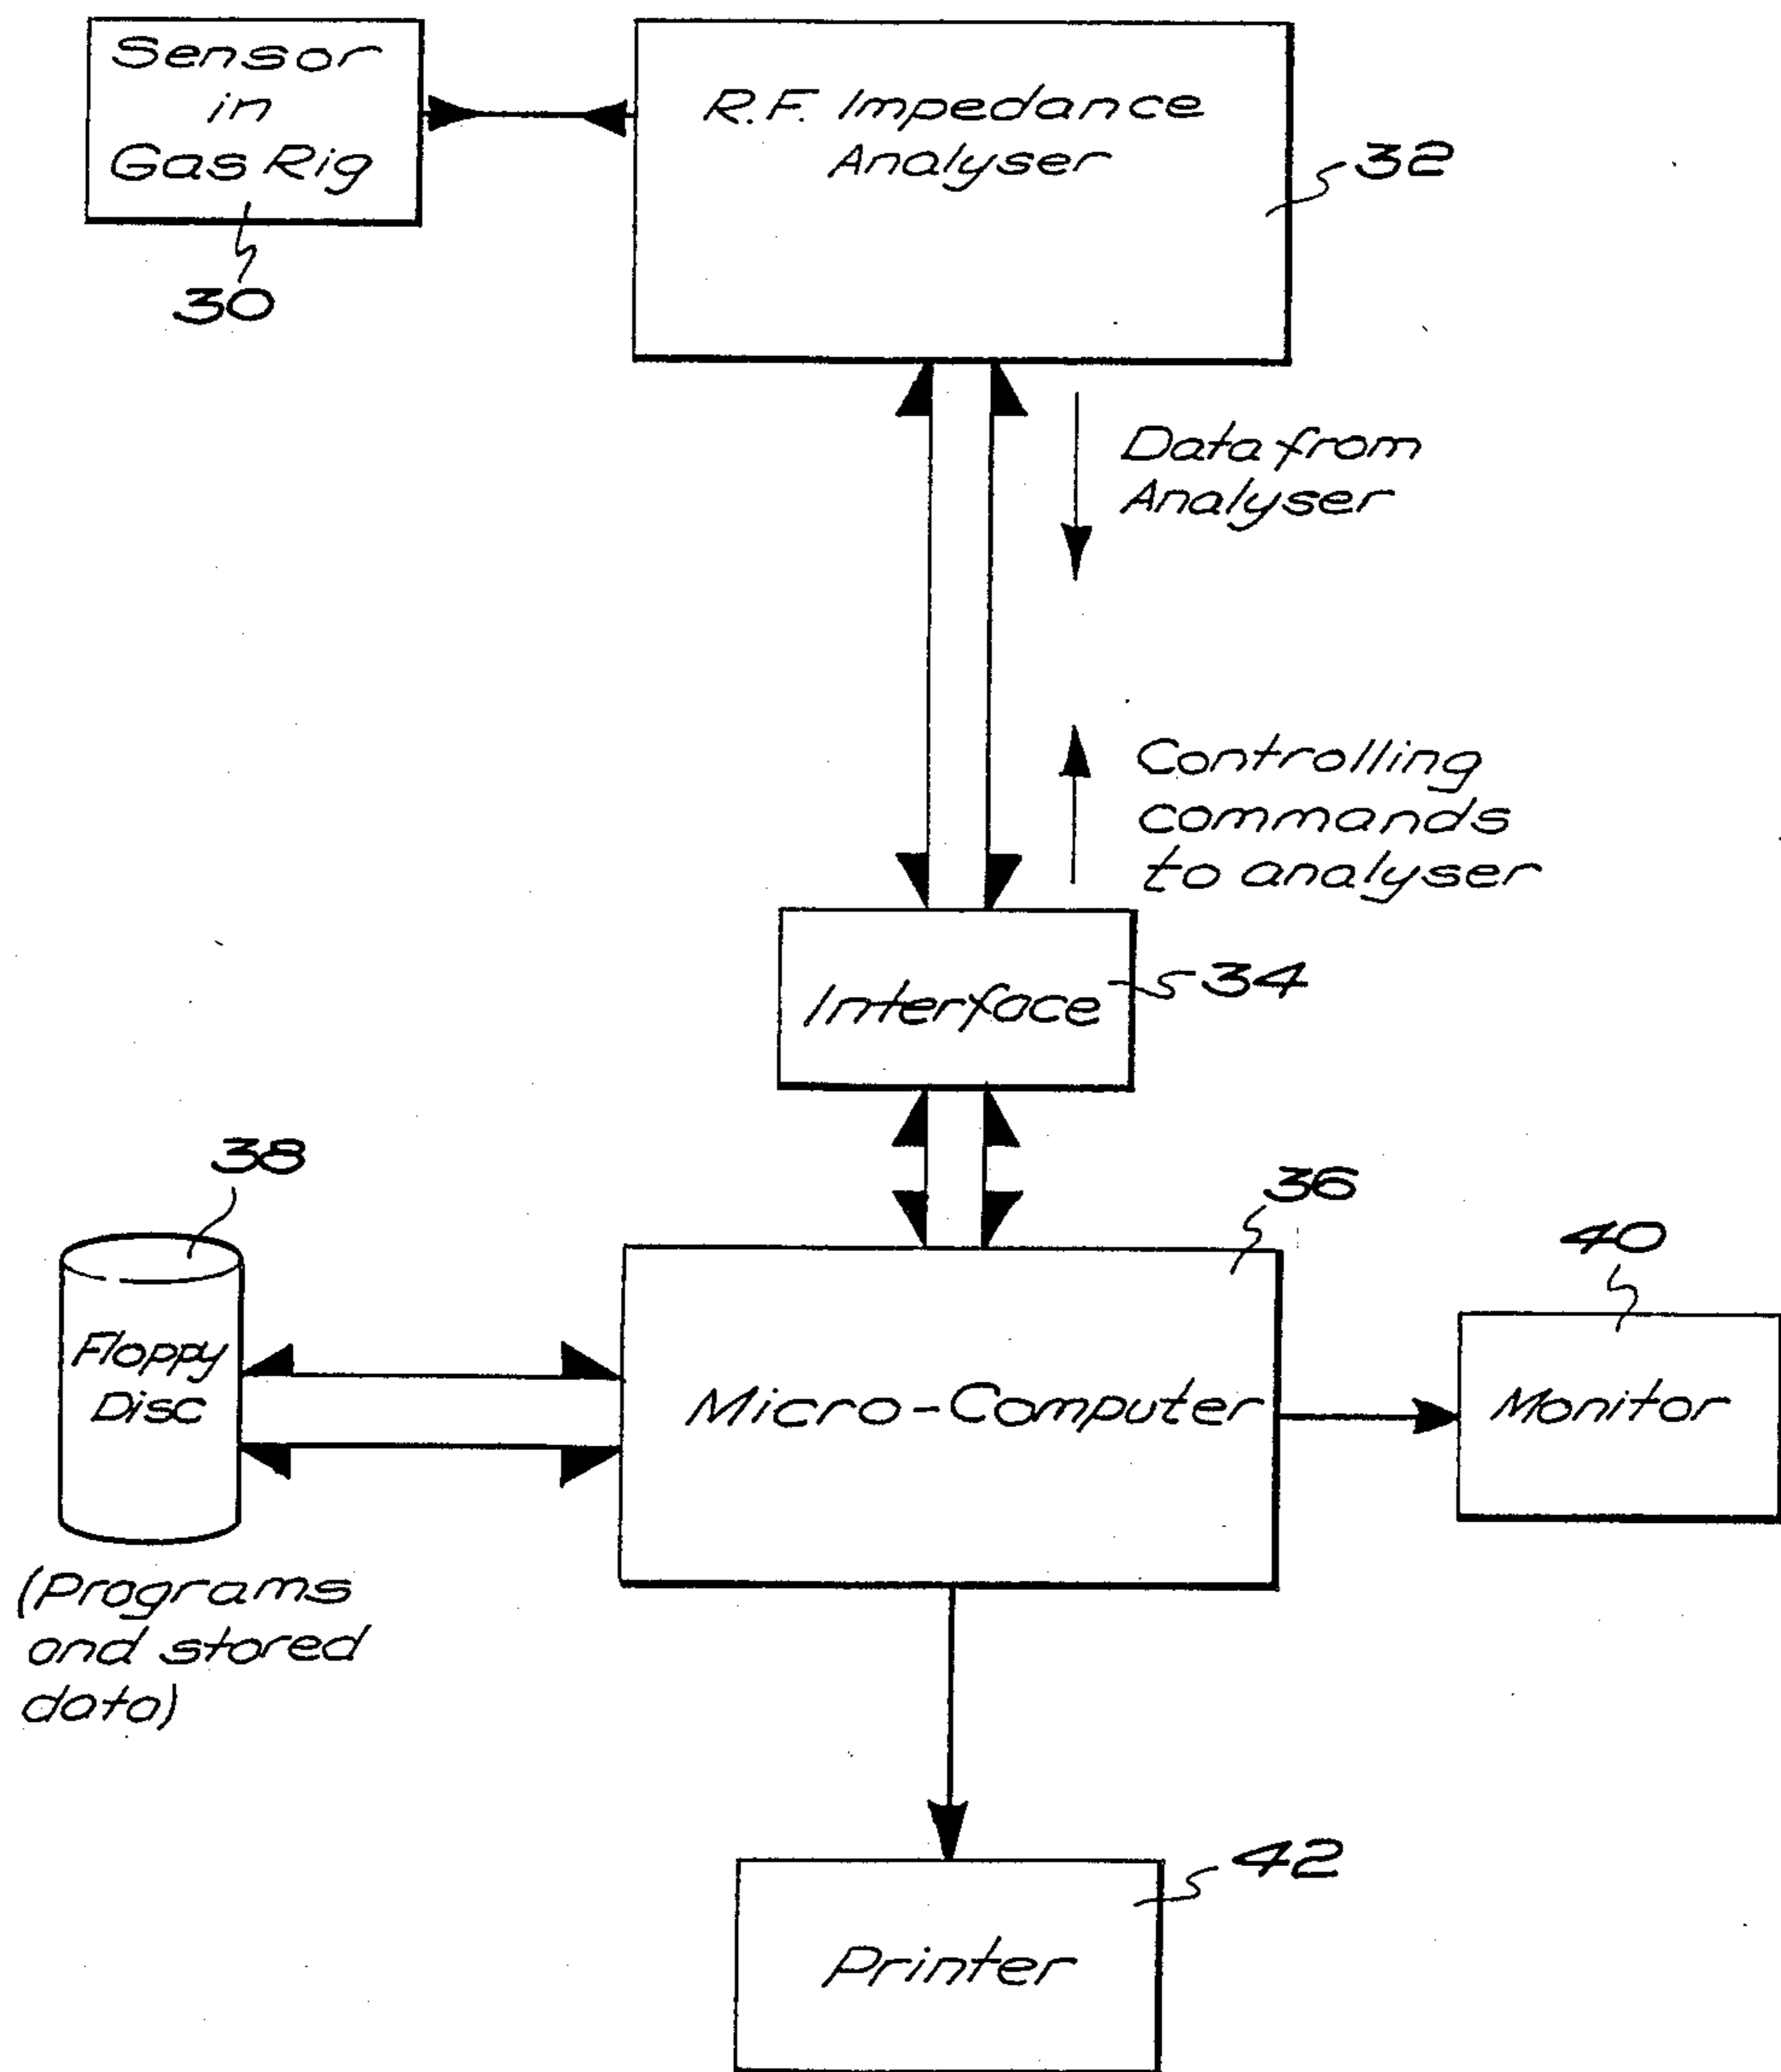 Sensor
in
Gas Rig
30
R.F. Impedance
Analyser
32
Data from
Analyser
Controlling
commands
to analyser
Interface
34
38
Floppy
Disc
(Programs
and stored
data)
36
Micro-Computer
40
Monitor
42
Printer